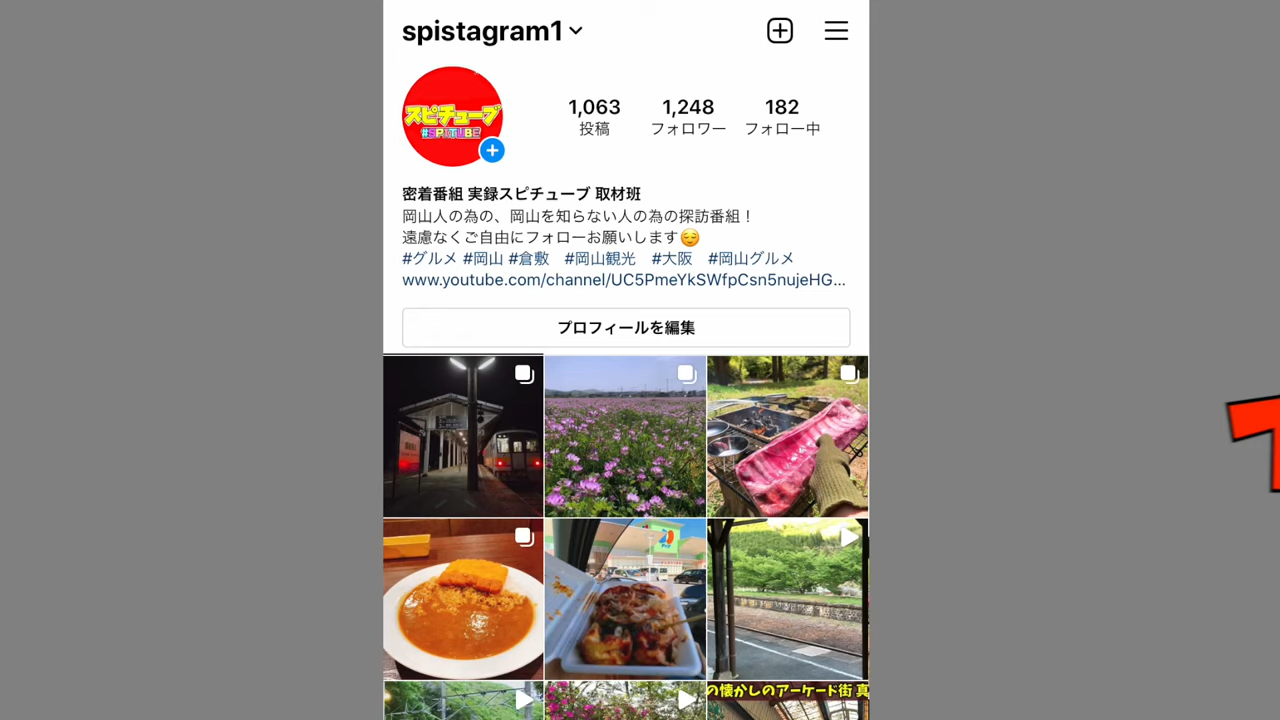 spistagram1
スピチューブ
#SPITUBE
1,063
投稿
1,248
フォロワー
182
フォロー中
密着番組 実録スピチューブ 取材班
岡山人の為の、岡山を知らない人の為の探訪番組！
遠慮なくご自由にフォローお願いします😌
#グルメ #岡山 #倉敷　#岡山観光　#大阪　#岡山グルメ
www.youtube.com/channel/UC5PmeYkSWfpCsn5nujeHG...
プロフィールを編集
の懐かしのアーケード街 真